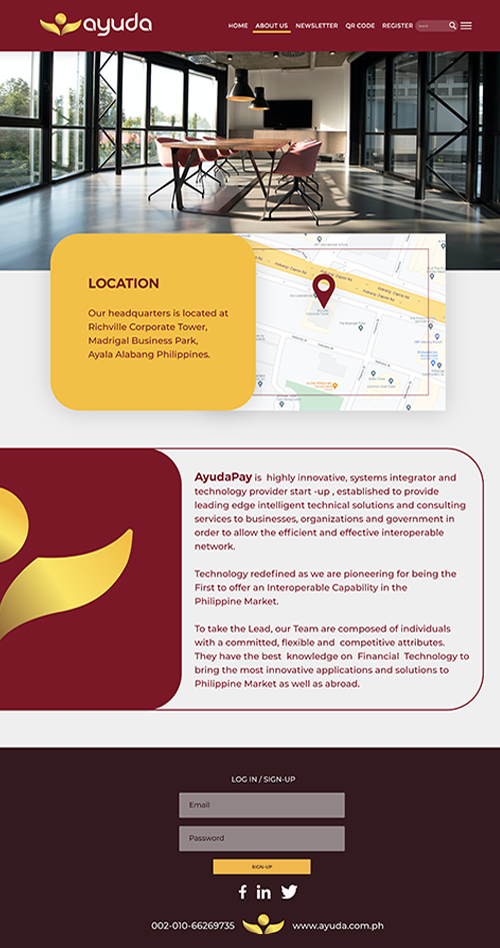 ayuda
HOME ABOUT US NEWSLETTER QR CODE REGISTER
LOCATION
Our headquarters is located at
Richville Corporate Tower,
Madrigal Business Park,
Ayala Alabang Philippines.
AyudaPay is highly innovative, systems integrator and
technology provider start -up , established to provide
leading edge intelligent technical solutions and consulting
services to businesses, organizations and government in
order to allow the efficient and effective interoperable
network.
Technology redefined as we are pioneering for being the
First to offer an Interoperable Capability in the
Philippine Market.
To take the Lead, our Team are composed of individuals
with a committed, flexible and competitive attributes.
They have the best knowledge on Financial Technology to
bring the most innovative applications and solutions to
Philippine Market as well as abroad.
LOG IN / SIGN-UP
Email
Password
SIGN-UP
002-010-66269735 www.ayuda.com.ph